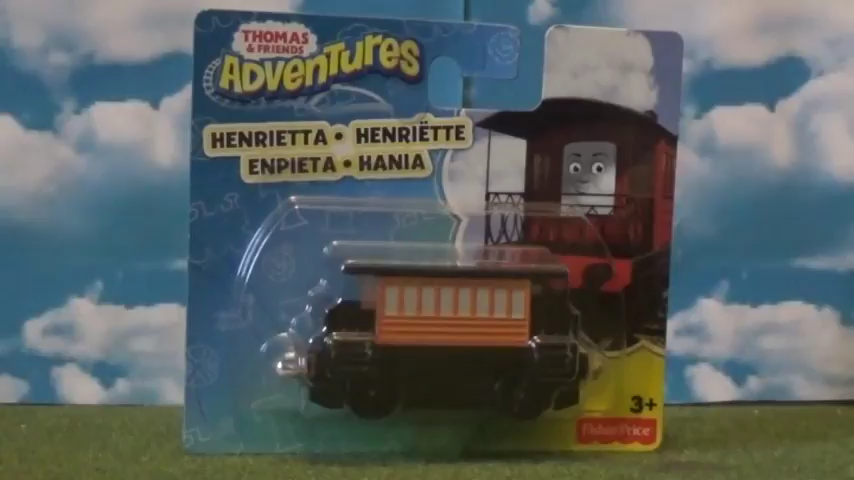 THOMAS
& FRIENDS
ADVENTURES
HENRIETTA • HENRIËTTE
ΕΝΡΙΕΤΑ • HANIA
3+
Fisher-Price